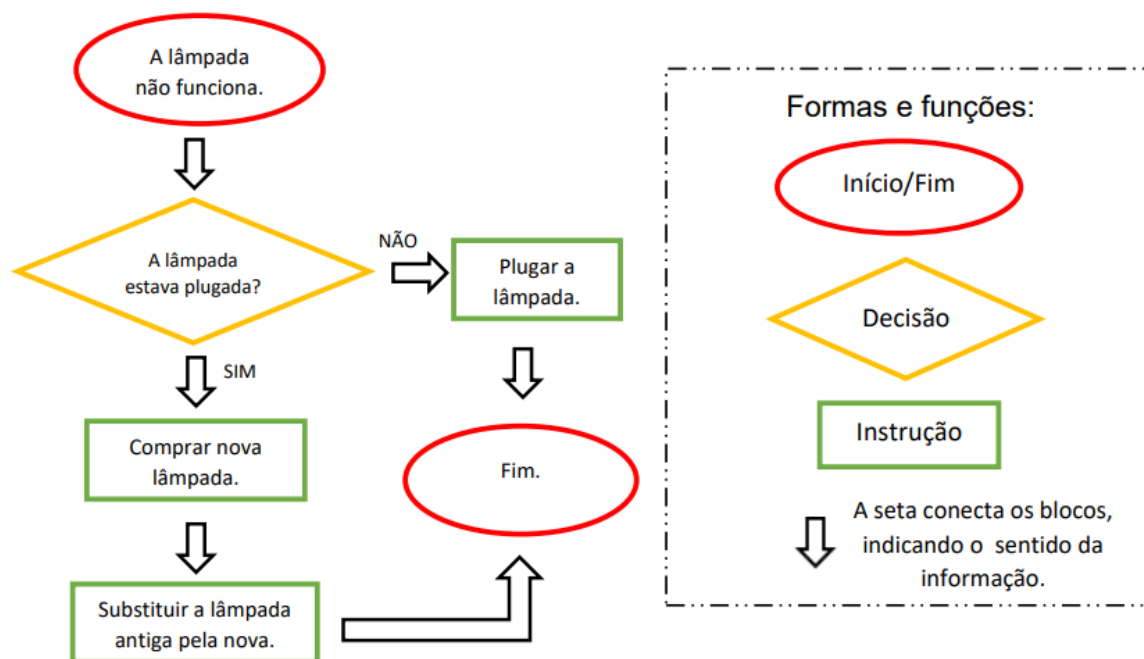 A lâmpada
não funciona.
A lâmpada
estava plugada?
NÃO
Plugar a
lâmpada.
SIM
Comprar nova
lâmpada.
Fim.
Substituir a lâmpada
antiga pela nova.
Formas e funções:
Início/Fim
Decisão
Instrução
A seta conecta os blocos,
indicando o sentido da
informação.